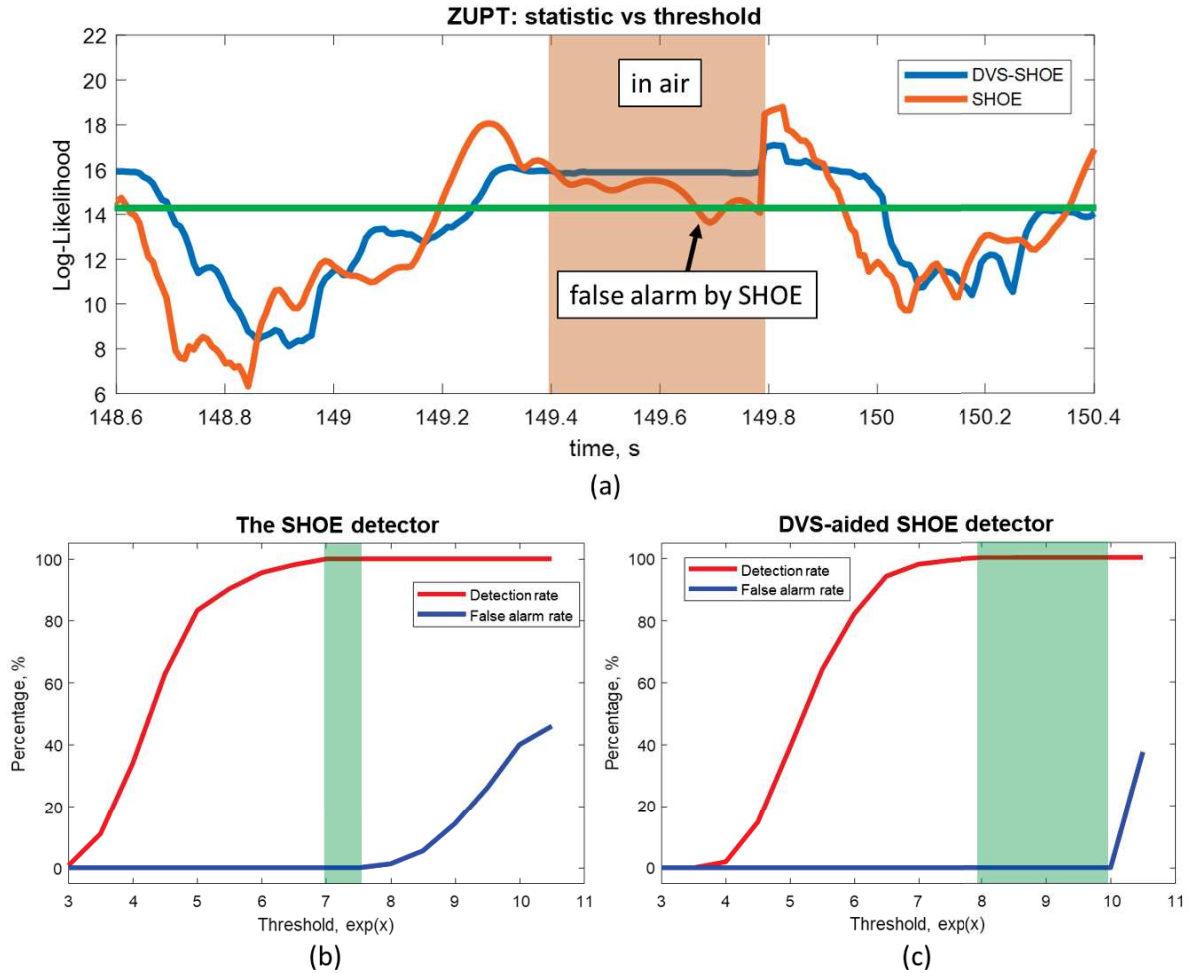 ZUPT: statistic vs threshold
22
20
18
16
14
12
10
8
6
Log-Likelihood
in air
DVS-SHOE
SHOE
false alarm by SHOE
148.6 148.8 149 149.2 149.4 149.6 149.8 150 150.2 150.4
time, s
(a)
The SHOE detector
100
80
60
40
20
0
Percentage, %
Detection rate
False alarm rate
3 4 5 6 7 8 9 10 11
Threshold, exp(x)
(b)
DVS-aided SHOE detector
100
80
60
40
20
0
Percentage, %
Detection rate
False alarm rate
3 4 5 6 7 8 9 10 11
Threshold, exp(x)
(c)